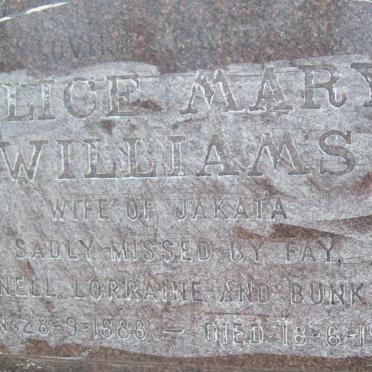 LICE MARY
WILLIAMS
WIFE OF JAKATA
SADLY MISSED BY FAY,
NELL, LORRAINE AND BUNK
N 28-9-1888 — DIED 18-6-1